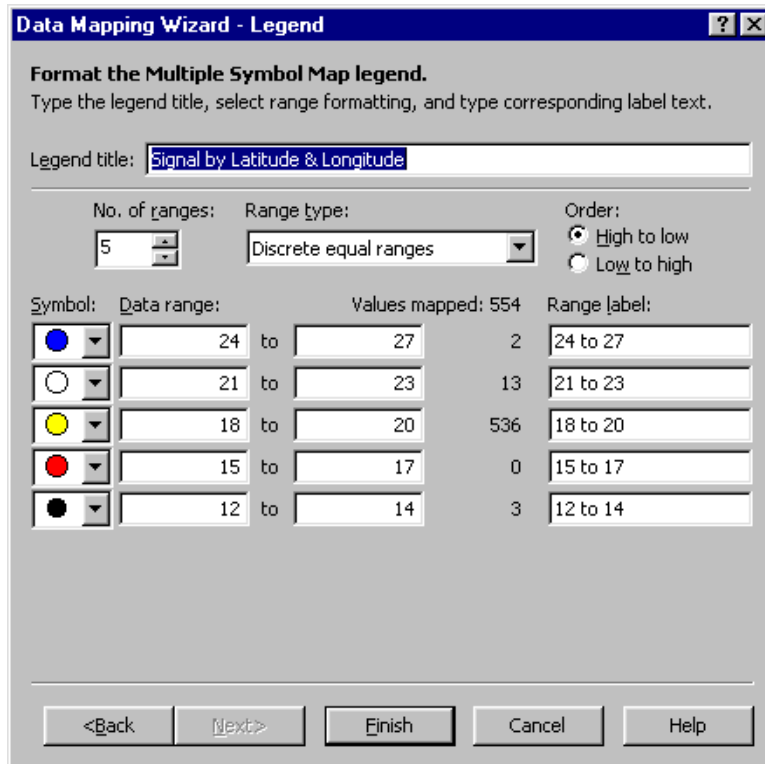 Data Mapping Wizard - Legend
Format the Multiple Symbol Map legend.
Type the legend title, select range formatting, and type corresponding label text.
Legend title: Signal by Latitude & Longitude
No. of ranges: Range type: Order:
5 Discrete equal ranges High to low
Low to high
Symbol: Data range: Values mapped: 554 Range label:
24 to 27 2 24 to 27
21 to 23 13 21 to 23
18 to 20 536 18 to 20
15 to 17 0 15 to 17
12 to 14 3 12 to 14
<Back Next> Finish Cancel Help